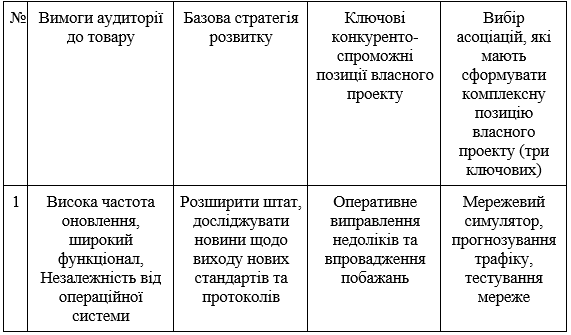 №
Вимоги аудиторії
до товару
Базова стратегія
розвитку
Ключові
конкуренто-
спроможні
позиції власного
проекту
Вибір
асоціацій, які
мають
сформувати
комплексну
позицію
власного
проекту (три
ключових)
1
Висока частота
оновлення,
широкий
функціонал,
Незалежність від
операційної
системи
Розширити штат,
досліджувати
новини щодо
виходу нових
стандартів та
протоколів
Оперативне
виправлення
недоліків та
впровадження
побажань
Мережевий
симулятор,
прогнозування
трафіку,
тестування
мереже